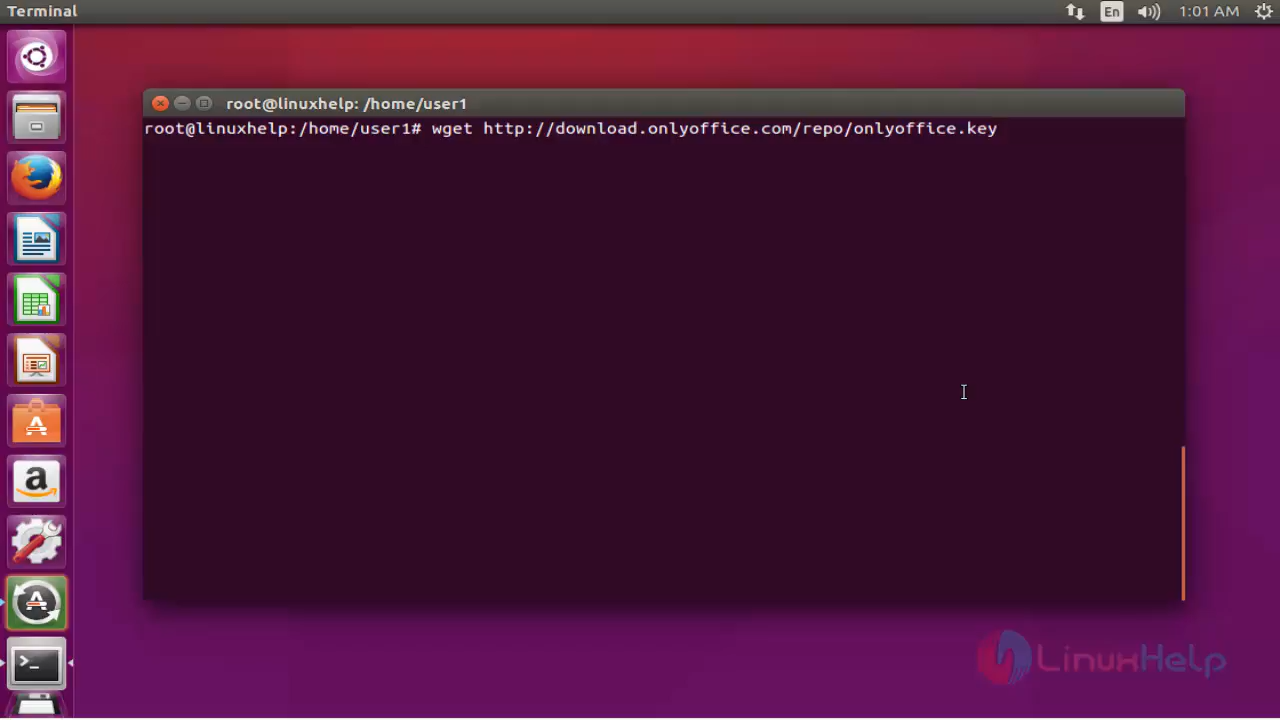 Terminal
En
1:01 AM
root@linuxhelp: /home/user1
root@linuxhelp:/home/user1# wget http://download.onlyoffice.com/repo/onlyoffice.key
a
>_
LinuxHelp